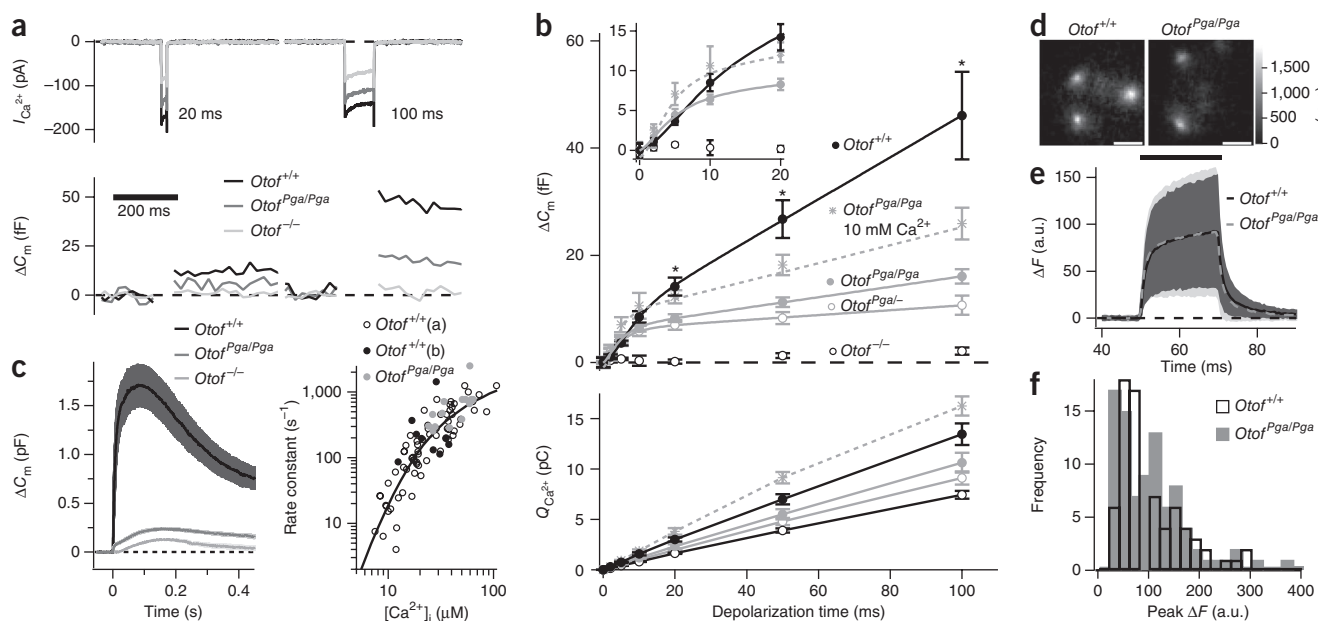 a
I Ca2+ (pA)
0
−100
−200
20 ms
100 ms
ΔCm (fF)
50
25
0
200 ms
Otof+/+
OtofPga/Pga
Otof−/−
b
ΔCm (fF)
60
40
20
0
15
10
5
0
0 10 20
*
*
*
Otof+/+
OtofPga/Pga
10 mM Ca2+
OtofPga/Pga
OtofPga/−
Otof−/−
QCa2+ (pC)
15
10
5
0
0 20 40 60 80 100
Depolarization time (ms)
c
Otof+/+
OtofPga/Pga
Otof−/−
ΔCm (pF)
1.5
1.0
0.5
0
0 0.2 0.4
Time (s)
Otof+/+(a)
Otof+/+(b)
OtofPga/Pga
Rate constant (s−1)
1,000
100
10
10 100
[Ca2+]i (μM)
d
Otof+/+ OtofPga/Pga
1,500
1,000
500
0
e
ΔF (a.u.)
150
100
50
0
Otof+/+
OtofPga/Pga
40 60 80
Time (ms)
f
Frequency
15
10
5
0
Otof+/+
OtofPga/Pga
0 100 200 300 400
Peak ΔF (a.u.)